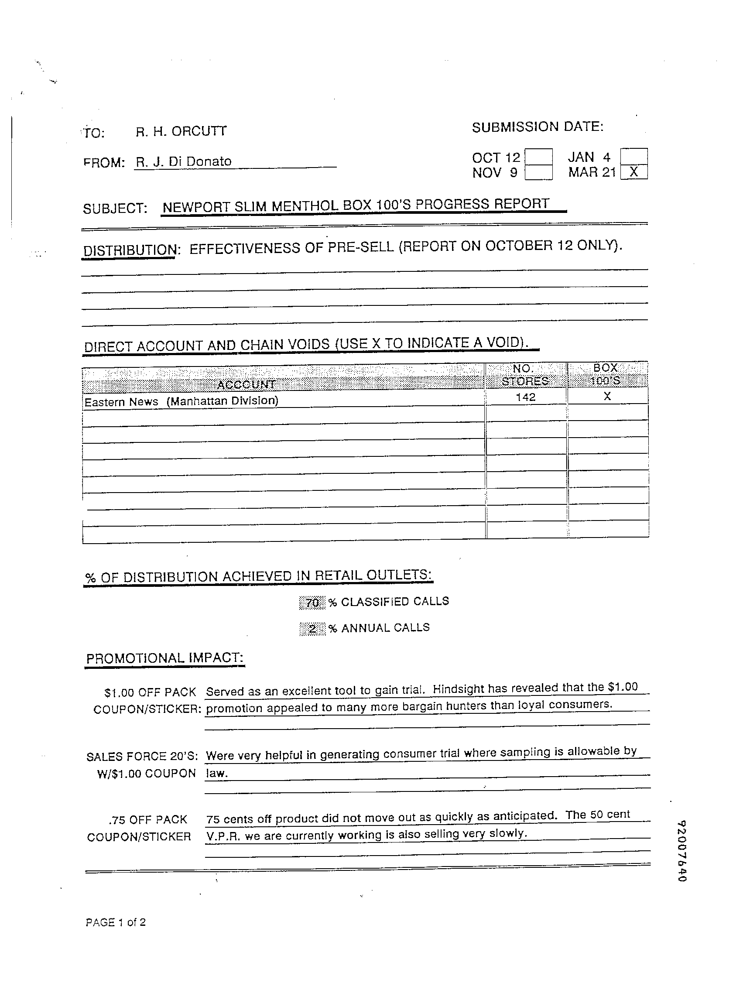 TO: R. H. ORCUTT
SUBMISSION DATE:
FROM: R. J. Di Donato
OCT 12 JAN 4
NOV 9 MAR 21 X
SUBJECT: NEWPORT SLIM MENTHOL BOX 100'S PROGRESS REPORT
DISTRIBUTION: EFFECTIVENESS OF PRE-SELL (REPORT ON OCTOBER 12 ONLY).
DIRECT ACCOUNT AND CHAIN VOIDS (USE X TO INDICATE A VOID).
NO. BOX
ACCOUNT STORES 100'S
Eastern News (Manhattan Division) 142 X
% OF DISTRIBUTION ACHIEVED IN RETAIL OUTLETS:
70 % CLASSIFIED CALLS
2 % ANNUAL CALLS
PROMOTIONAL IMPACT:
$1.00 OFF PACK Served as an excellent tool to gain trial. Hindsight has revealed that the $1.00
COUPON/STICKER: promotion appealed to many more bargain hunters than loyal consumers.
SALES FORCE 20'S: Were very helpful in generating consumer trial where sampling is allowable by
W/$1.00 COUPON law.
.75 OFF PACK 75 cents off product did not move out as quickly as anticipated. The 50 cent
COUPON/STICKER V.P.R. we are currently working is also selling very slowly.
92007640
PAGE 1 of 2